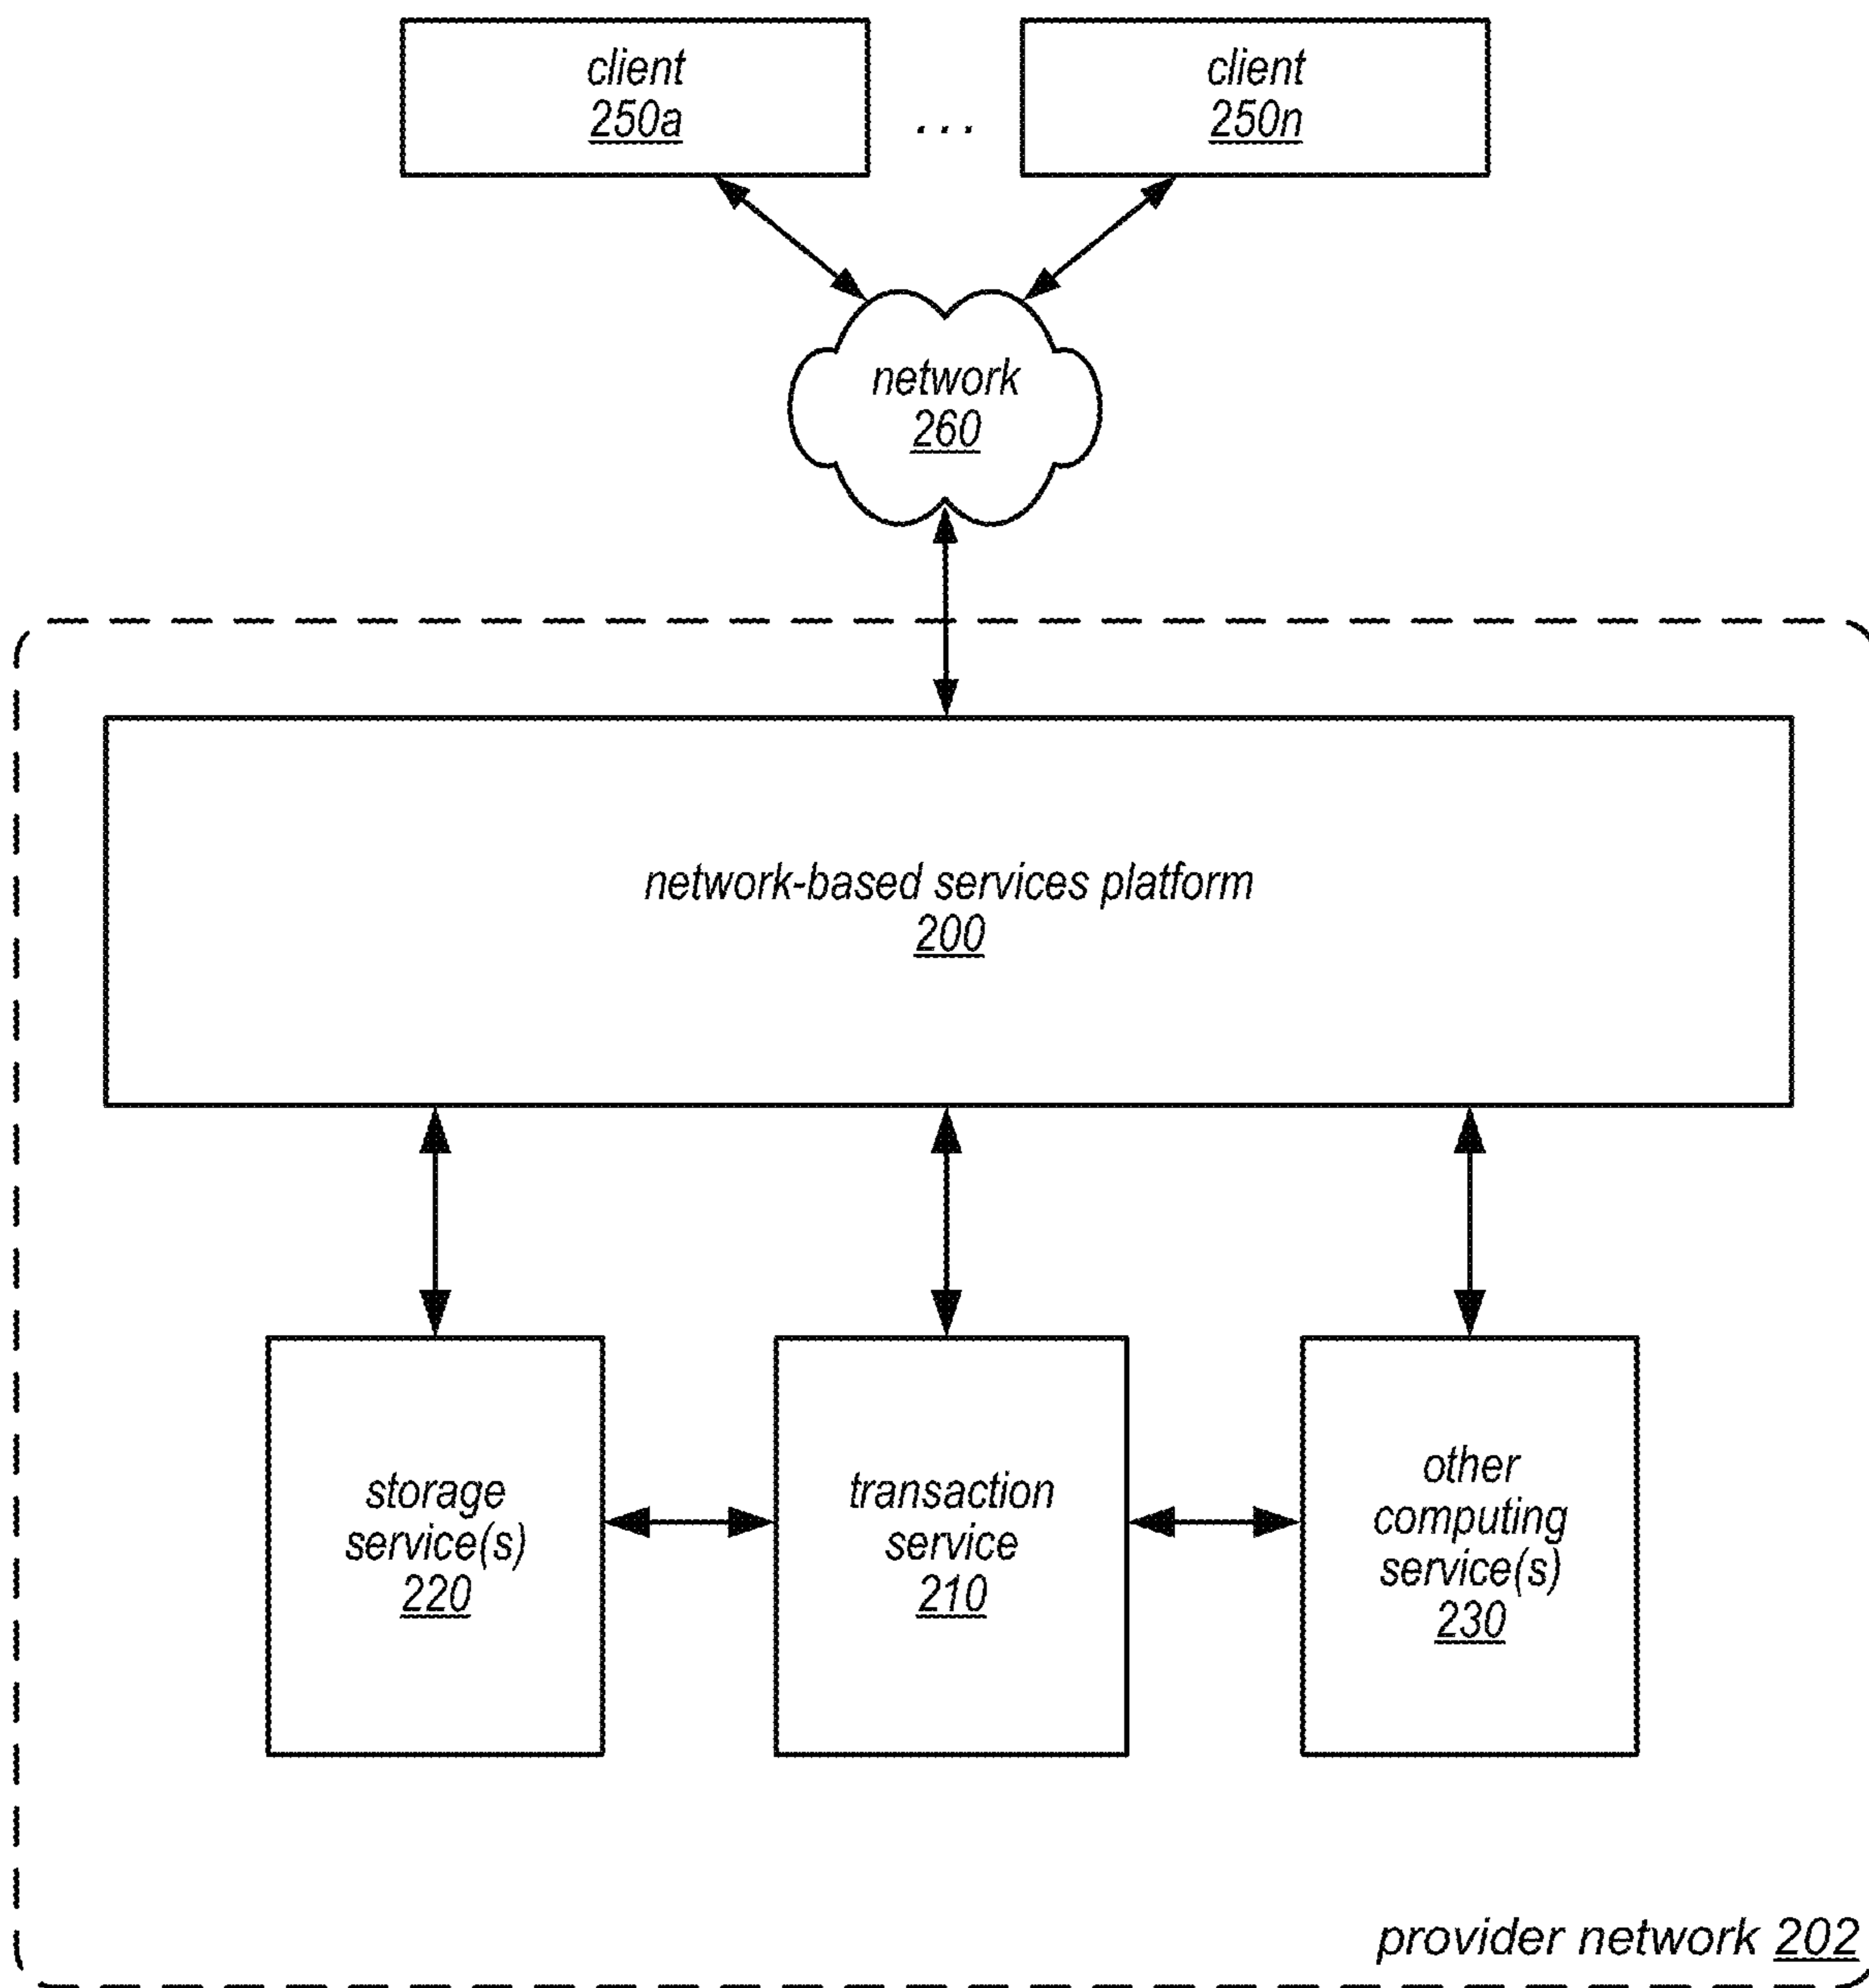 client
250a
...
client
250n
network
260
network-based services platform
200
storage
service(s)
220
transaction
service
210
other
computing
service(s)
230
provider network 202